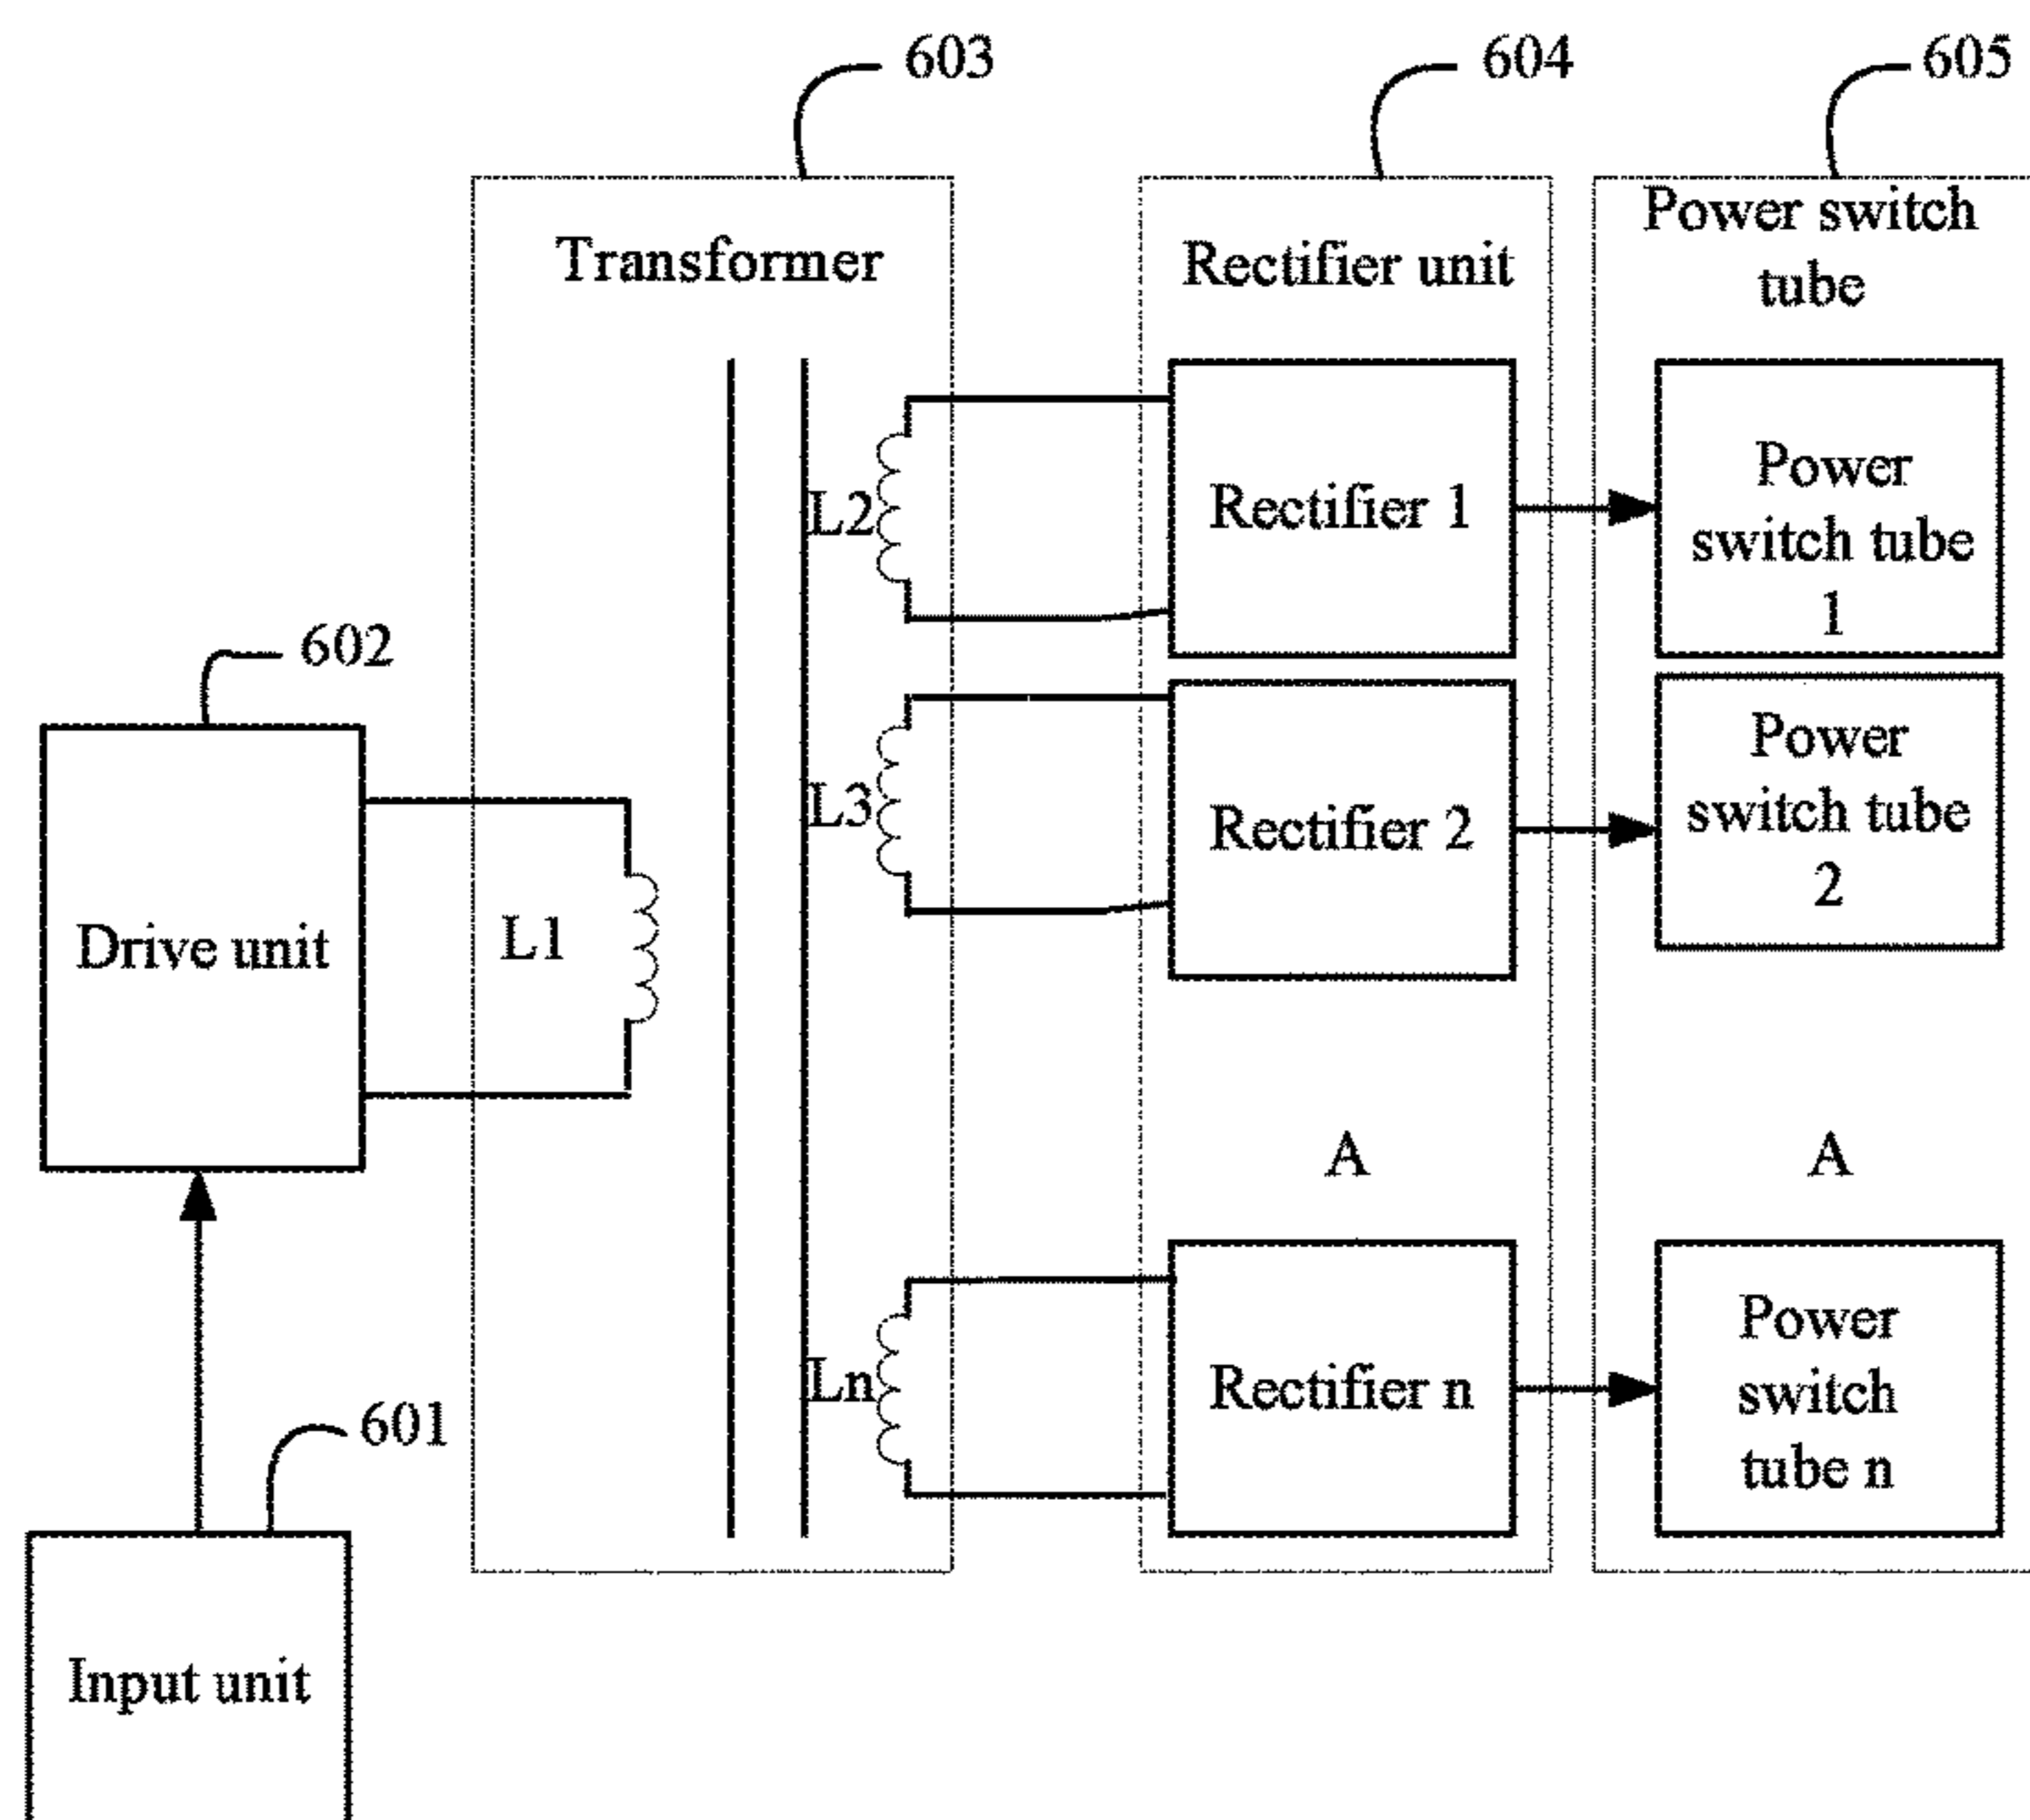 603
604
605
Transformer
Rectifier unit
Power switch
tube
L2
Rectifier 1
Power
switch tube
1
602
L3
Rectifier 2
Power
switch tube
2
Drive unit
L1
A
A
Ln
Rectifier n
Power
switch
tube n
601
Input unit